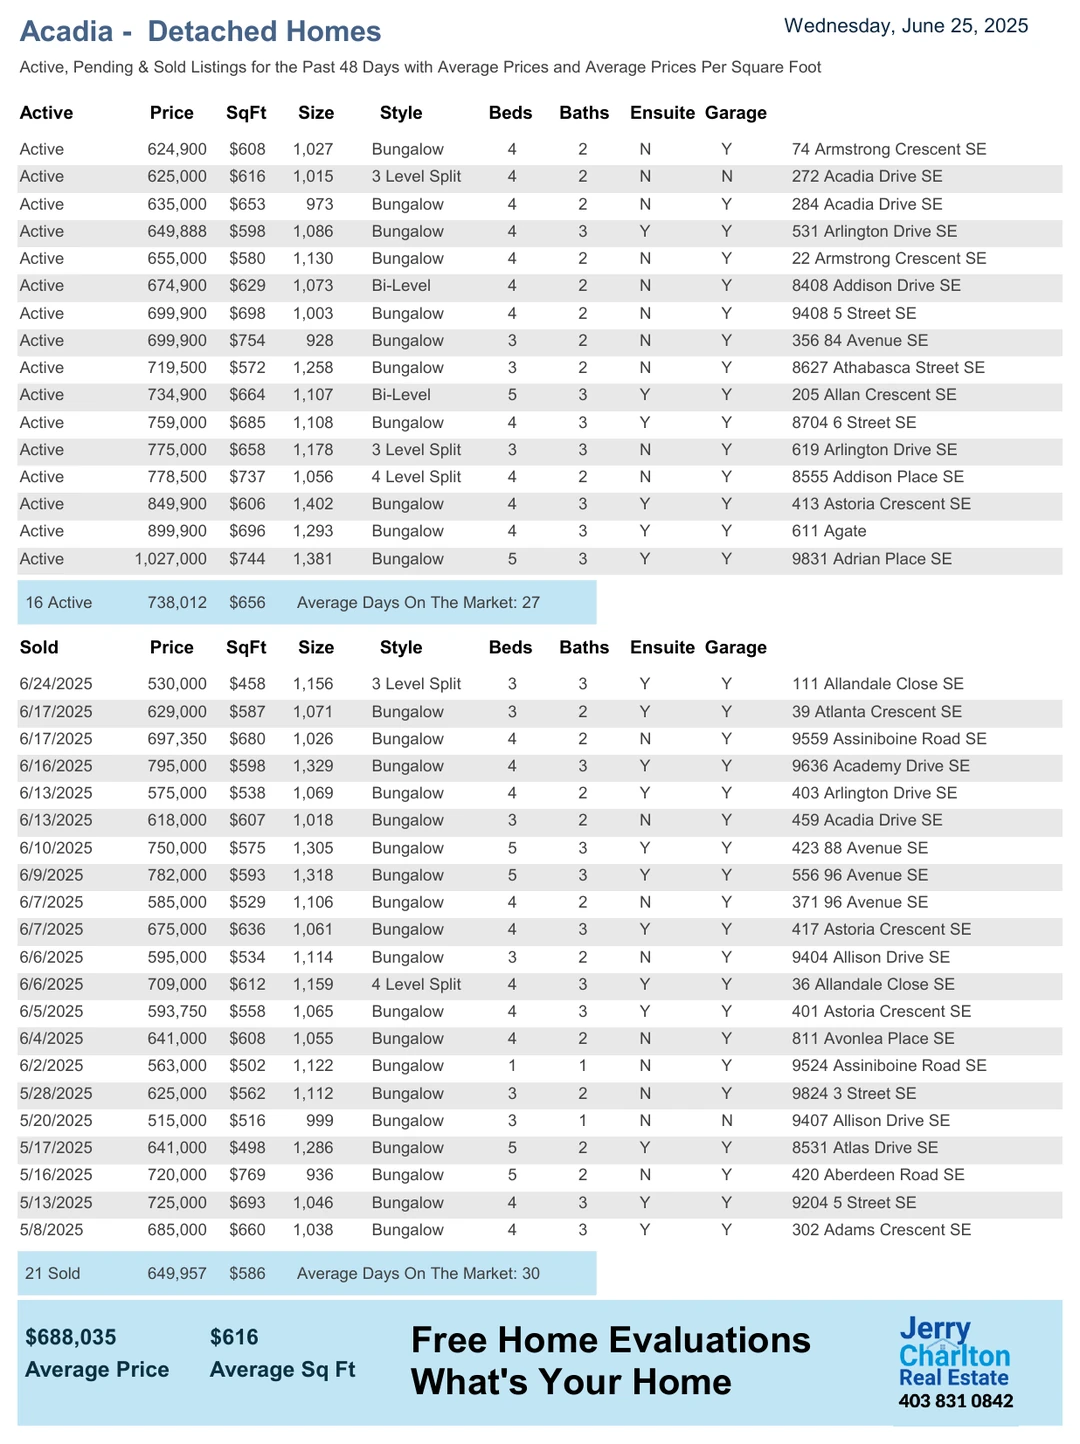 Acadia - Detached Homes
Wednesday, June 25, 2025
Active, Pending & Sold Listings for the Past 48 Days with Average Prices and Average Prices Per Square Foot
Active Price SqFt Size Style Beds Baths Ensuite Garage
Active 624,900 $608 1,027 Bungalow 4 2 N Y 74 Armstrong Crescent SE
Active 625,000 $616 1,015 3 Level Split 4 2 N N 272 Acadia Drive SE
Active 635,000 $653 973 Bungalow 4 2 N Y 284 Acadia Drive SE
Active 649,888 $598 1,086 Bungalow 4 3 Y Y 531 Arlington Drive SE
Active 655,000 $580 1,130 Bungalow 4 2 N Y 22 Armstrong Crescent SE
Active 674,900 $629 1,073 Bi-Level 4 2 N Y 8408 Addison Drive SE
Active 699,900 $698 1,003 Bungalow 4 2 N Y 9408 5 Street SE
Active 699,900 $754 928 Bungalow 3 2 N Y 356 84 Avenue SE
Active 719,500 $572 1,258 Bungalow 3 2 N Y 8627 Athabasca Street SE
Active 734,900 $664 1,107 Bi-Level 5 3 Y Y 205 Allan Crescent SE
Active 759,000 $685 1,108 Bungalow 4 3 Y Y 8704 6 Street SE
Active 775,000 $658 1,178 3 Level Split 3 3 N Y 619 Arlington Drive SE
Active 778,500 $737 1,056 4 Level Split 4 2 N Y 8555 Addison Place SE
Active 849,900 $606 1,402 Bungalow 4 3 Y Y 413 Astoria Crescent SE
Active 899,900 $696 1,293 Bungalow 4 3 Y Y 611 Agate
Active 1,027,000 $744 1,381 Bungalow 5 3 Y Y 9831 Adrian Place SE
16 Active 738,012 $656 Average Days On The Market: 27
Sold Price SqFt Size Style Beds Baths Ensuite Garage
6/24/2025 530,000 $458 1,156 3 Level Split 3 3 Y Y 111 Allandale Close SE
6/17/2025 629,000 $587 1,071 Bungalow 3 2 Y Y 39 Atlanta Crescent SE
6/17/2025 697,350 $680 1,026 Bungalow 4 2 N Y 9559 Assiniboine Road SE
6/16/2025 795,000 $598 1,329 Bungalow 4 3 Y Y 9636 Academy Drive SE
6/13/2025 575,000 $538 1,069 Bungalow 4 2 Y Y 403 Arlington Drive SE
6/13/2025 618,000 $607 1,018 Bungalow 3 2 N Y 459 Acadia Drive SE
6/10/2025 750,000 $575 1,305 Bungalow 5 3 Y Y 423 88 Avenue SE
6/9/2025 782,000 $593 1,318 Bungalow 5 3 Y Y 556 96 Avenue SE
6/7/2025 585,000 $529 1,106 Bungalow 4 2 N Y 371 96 Avenue SE
6/7/2025 675,000 $636 1,061 Bungalow 4 3 Y Y 417 Astoria Crescent SE
6/6/2025 595,000 $534 1,114 Bungalow 3 2 N Y 9404 Allison Drive SE
6/6/2025 709,000 $612 1,159 4 Level Split 4 3 Y Y 36 Allandale Close SE
6/5/2025 593,750 $558 1,065 Bungalow 4 3 Y Y 401 Astoria Crescent SE
6/4/2025 641,000 $608 1,055 Bungalow 4 2 N Y 811 Avonlea Place SE
6/2/2025 563,000 $502 1,122 Bungalow 1 1 N Y 9524 Assiniboine Road SE
5/28/2025 625,000 $562 1,112 Bungalow 3 2 N Y 9824 3 Street SE
5/20/2025 515,000 $516 999 Bungalow 3 1 N N 9407 Allison Drive SE
5/17/2025 641,000 $498 1,286 Bungalow 5 2 Y Y 8531 Atlas Drive SE
5/16/2025 720,000 $769 936 Bungalow 5 2 N Y 420 Aberdeen Road SE
5/13/2025 725,000 $693 1,046 Bungalow 4 3 Y Y 9204 5 Street SE
5/8/2025 685,000 $660 1,038 Bungalow 4 3 Y Y 302 Adams Crescent SE
21 Sold 649,957 $586 Average Days On The Market: 30
$688,035 $616
Average Price Average Sq Ft
Free Home Evaluations
What's Your Home
Jerry
Charlton
Real Estate
403 831 0842